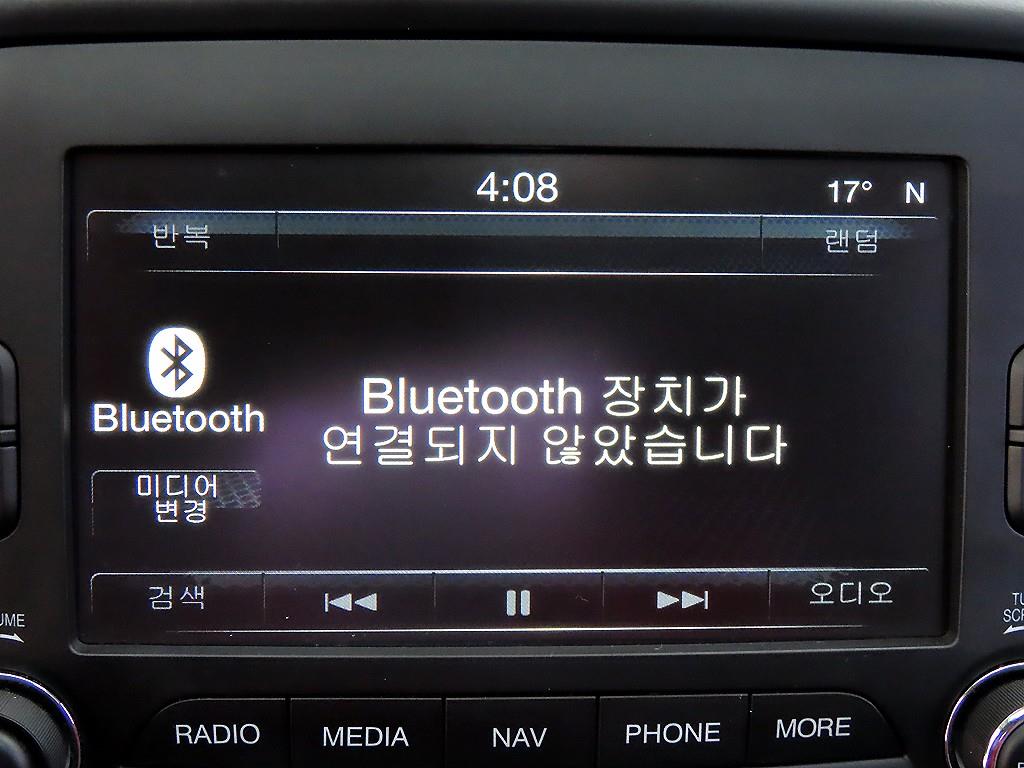 4:08
17° N
반복
랜덤
Bluetooth
Bluetooth 장치가
연결되지 않았습니다
미디어
변경
검색
오디오
RADIO
MEDIA
NAV
PHONE
MORE